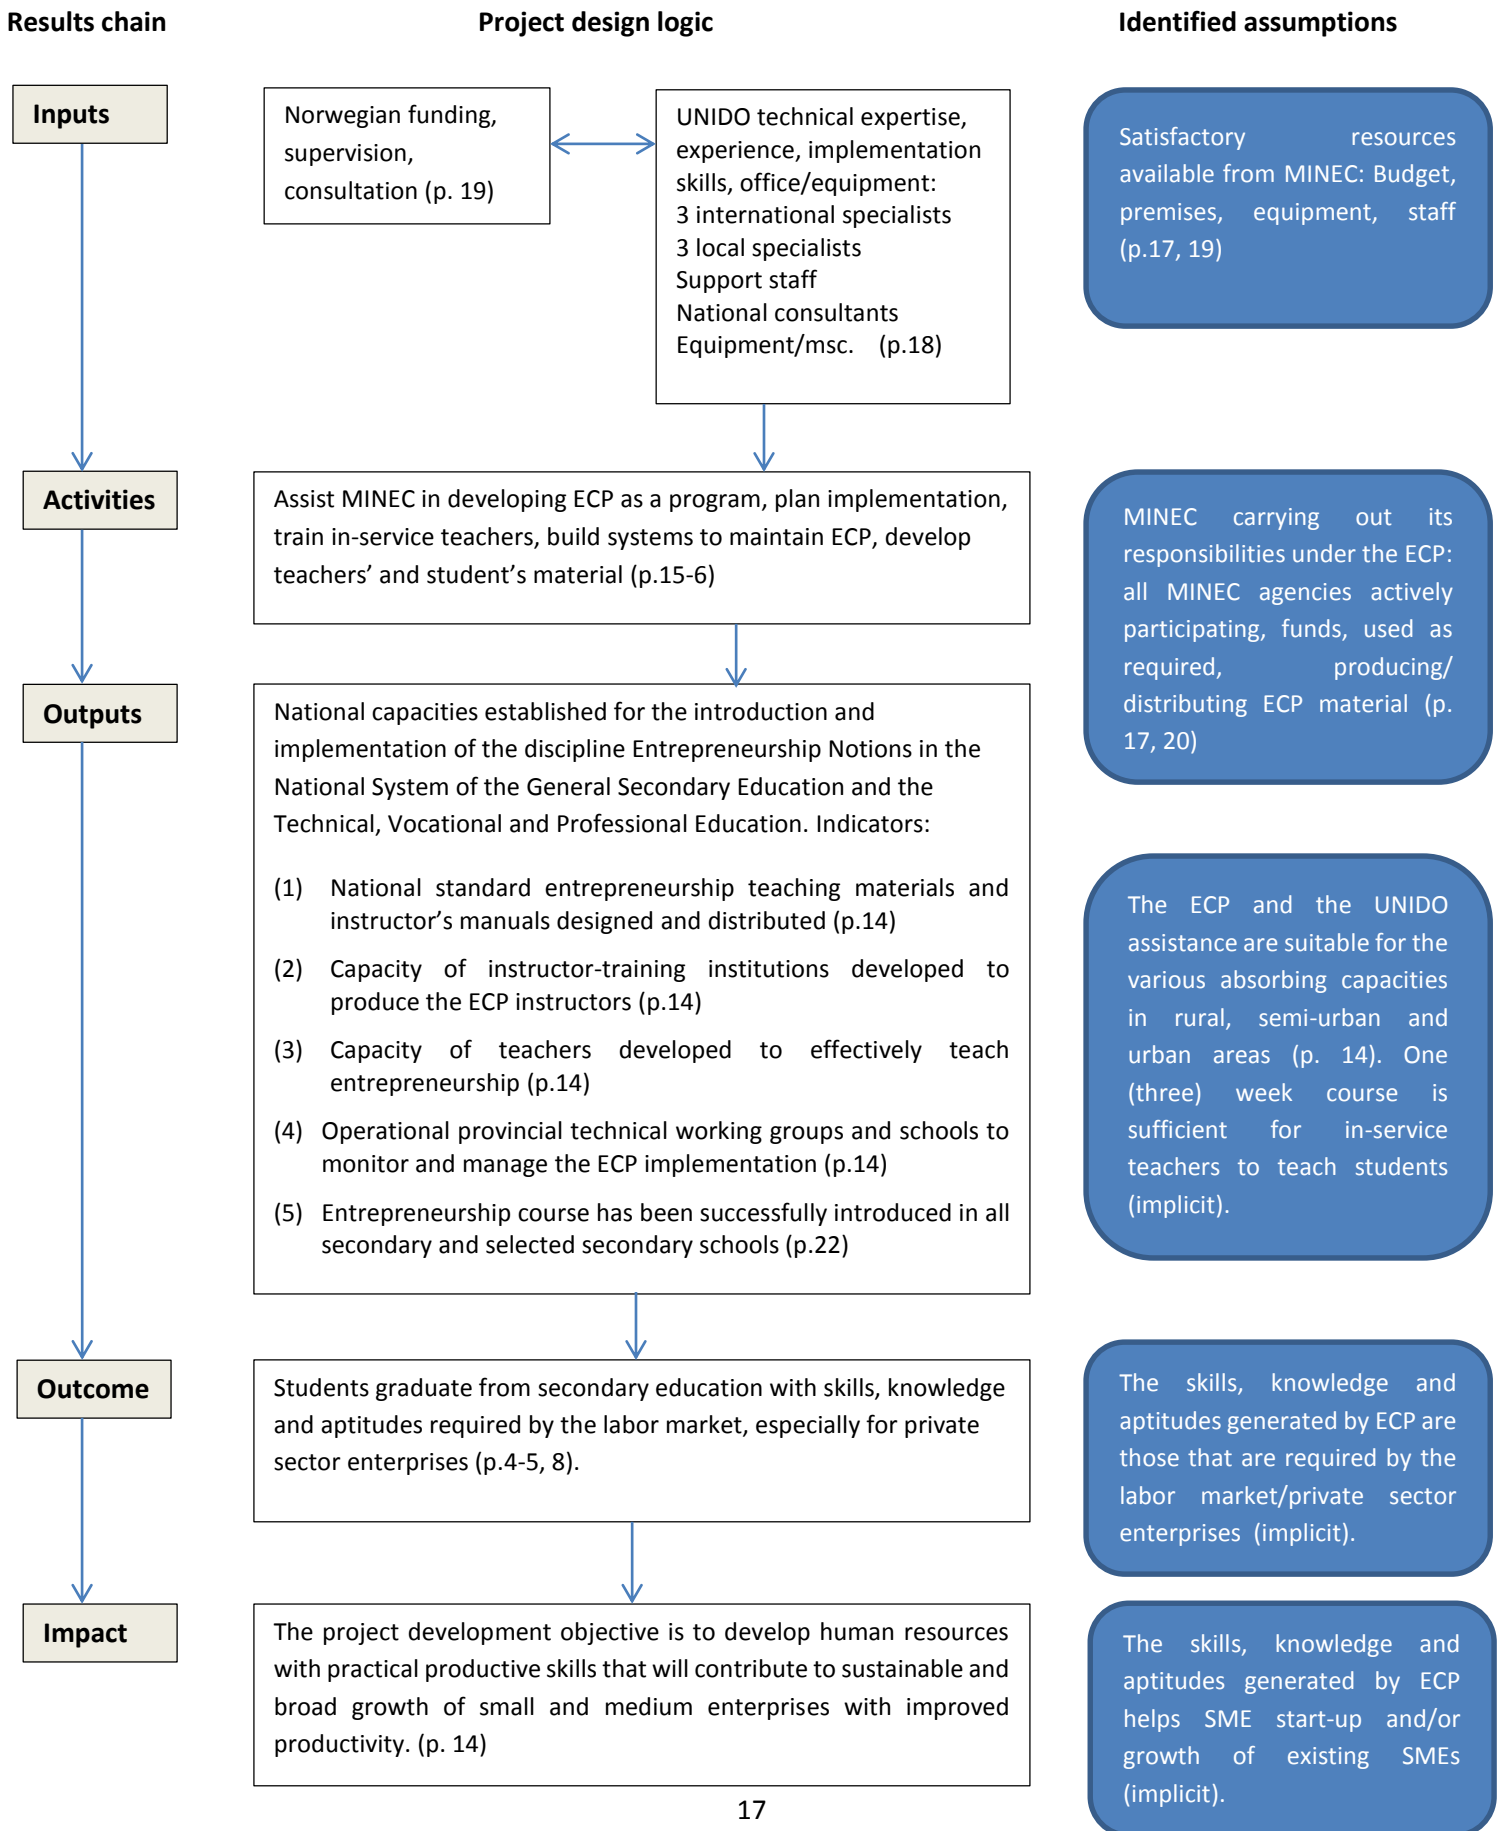 Results chain
Project design logic
Identified assumptions
Inputs
Norwegian funding,
supervision,
consultation (p. 19)
UNIDO technical expertise,
experience, implementation
skills, office/equipment:
3 international specialists
3 local specialists
Support staff
National consultants
Equipment/msc. (p.18)
Satisfactory resources
available from MINEC: Budget,
premises, equipment, staff
(p.17, 19)
Activities
Assist MINEC in developing ECP as a program, plan implementation,
train in-service teachers, build systems to maintain ECP, develop
teachers’ and student’s material (p.15-6)
MINEC carrying out its
responsibilities under the ECP:
all MINEC agencies actively
participating, funds, used as
required, producing/
distributing ECP material (p.
17, 20)
Outputs
National capacities established for the introduction and
implementation of the discipline Entrepreneurship Notions in the
National System of the General Secondary Education and the
Technical, Vocational and Professional Education. Indicators:
(1) National standard entrepreneurship teaching materials and
instructor’s manuals designed and distributed (p.14)
(2) Capacity of instructor-training institutions developed to
produce the ECP instructors (p.14)
(3) Capacity of teachers developed to effectively teach
entrepreneurship (p.14)
(4) Operational provincial technical working groups and schools to
monitor and manage the ECP implementation (p.14)
(5) Entrepreneurship course has been successfully introduced in all
secondary and selected secondary schools (p.22)
The ECP and the UNIDO
assistance are suitable for the
various absorbing capacities
in rural, semi-urban and
urban areas (p. 14). One
(three) week course is
sufficient for in-service
teachers to teach students
(implicit).
Outcome
Students graduate from secondary education with skills, knowledge
and aptitudes required by the labor market, especially for private
sector enterprises (p.4-5, 8).
The skills, knowledge and
aptitudes generated by ECP are
those that are required by the
labor market/private sector
enterprises (implicit).
Impact
The project development objective is to develop human resources
with practical productive skills that will contribute to sustainable and
broad growth of small and medium enterprises with improved
productivity. (p. 14)
The skills, knowledge and
aptitudes generated by ECP
helps SME start-up and/or
growth of existing SMEs
(implicit).
17